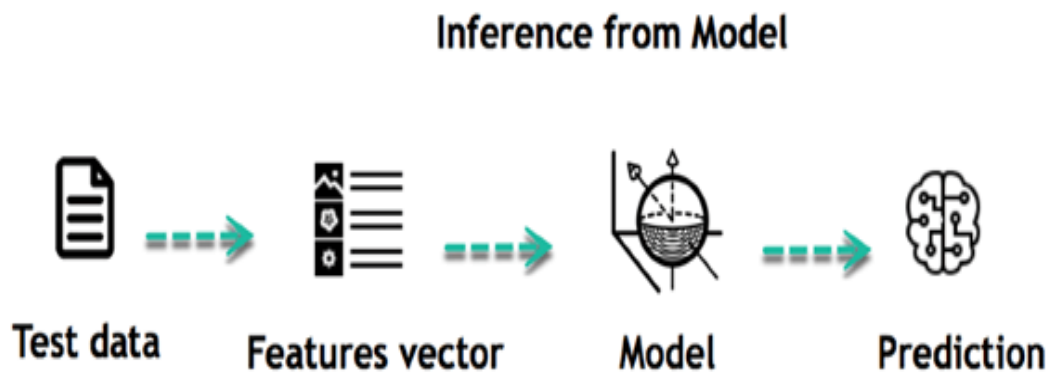 Inference from Model
Test data
Features vector
Model
Prediction